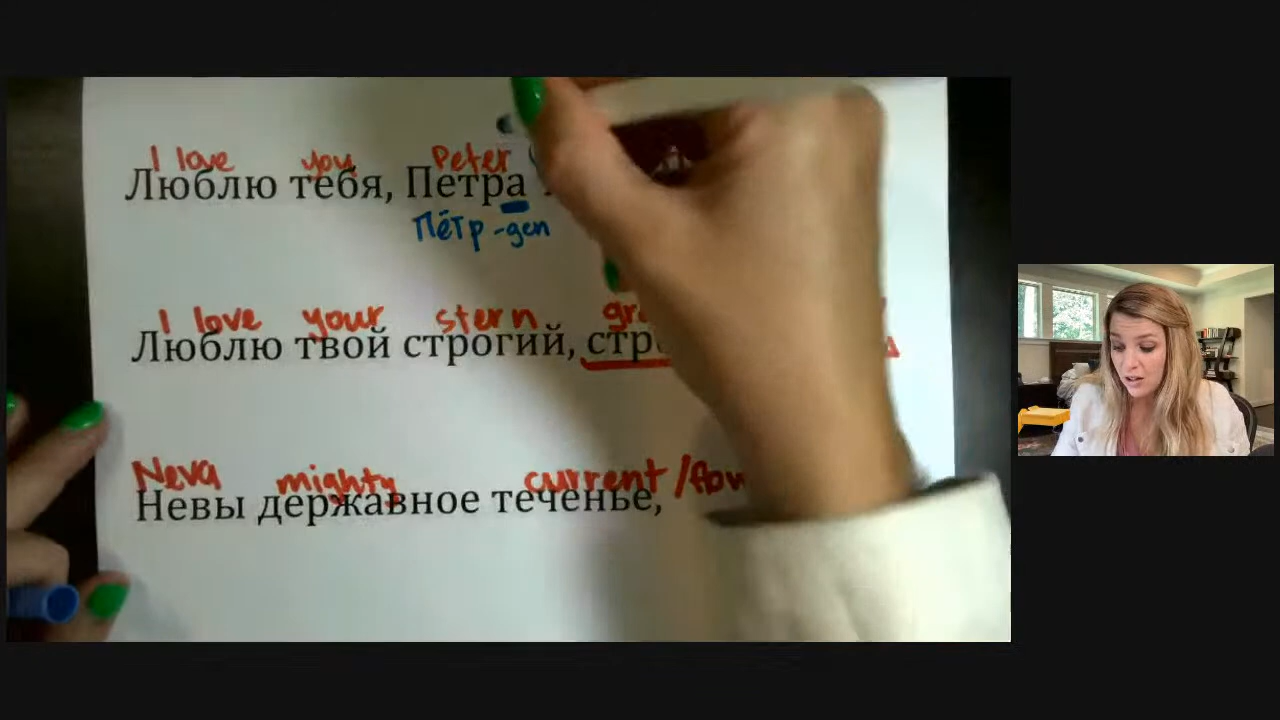 I love you Peter
Люблю тебя, Петра
Пётр -gen
I love your stern
Люблю твой строгий,
Neva mighty current
Невы державное теченье,